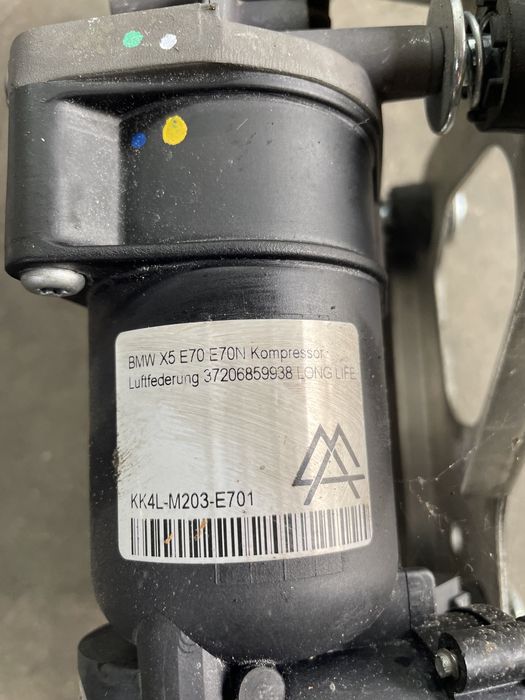 BMW X5 E70 E70N Kompressor
Luftfederung 37206859938 LONG LIFE
KK4L-M203-E701